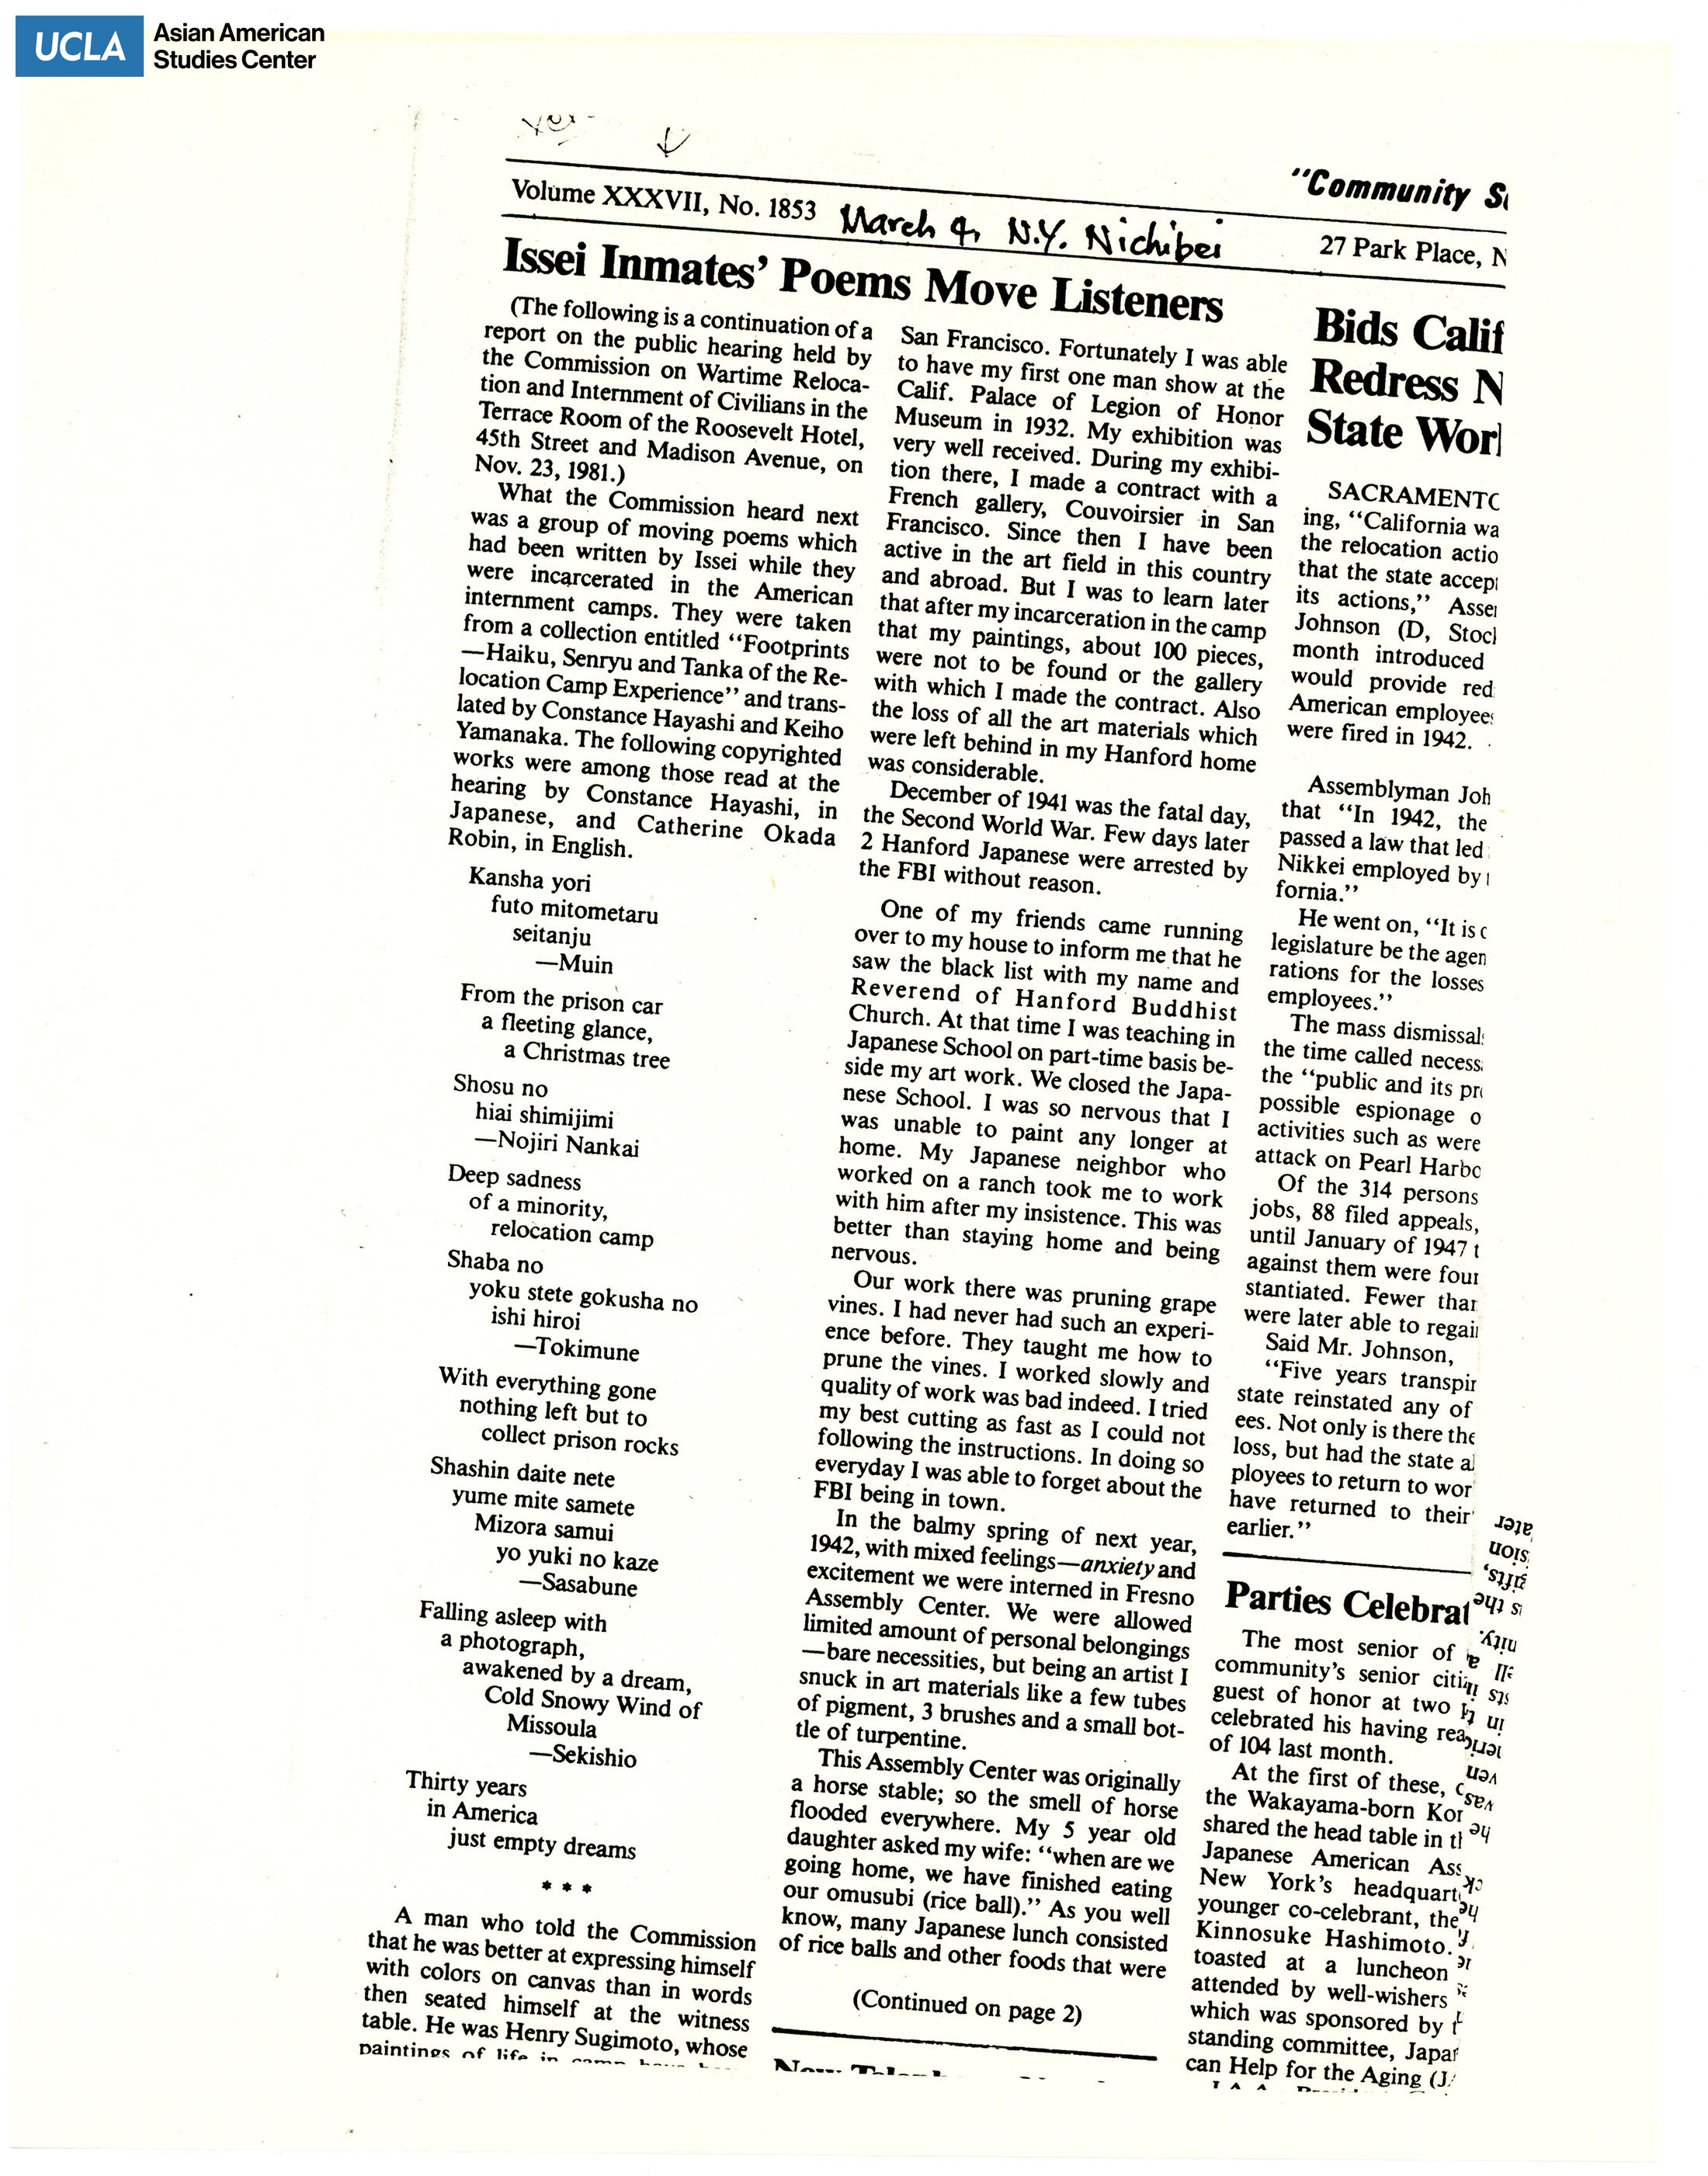 UCLA
Asian American
Studies Center
"Community
Volume XXXVII, No. 1853
March 4, N.Y. Nichibei
27 Park Place,
Issei Inmates' Poems Move Listeners
(The following is a continuation of a
report on the public hearing held by
the Commission on Wartime Reloca-
tion and Internment of Civilians in the
Terrace Room of the Roosevelt Hotel,
45th Street and Madison Avenue, on
Nov. 23, 1981.)
What the Commission heard next
was a group of moving poems which
had been written by Issei while they
were incarcerated in the American
internment camps. They were taken
from a collection entitled "Footprints
—Haiku, Senryu and Tanka of the Re-
location Camp Experience" and trans-
lated by Constance Hayashi and Keiho
Yamanaka. The following copyrighted
works were among those read at the
hearing by Constance Hayashi, in
Japanese, and Catherine Okada
Robin, in English.
Kansha yori
futo mitometaru
seitanju
—Muin
From the prison car
a fleeting glance,
a Christmas tree
Shosu no
hiai shimijimi
—Nojiri Nankai
Deep sadness
of a minority,
relocation camp
Shaba no
yoku stete gokusha no
ishi hiroi
—Tokimune
With everything gone
nothing left but to
collect prison rocks
Shashin daite nete
yume mite samete
Mizora samui
yo yuki no kaze
—Sasabune
Falling asleep with
a photograph,
awakened by a dream,
Cold Snowy Wind of
Missoula
—Sekishio
Thirty years
in America
just empty dreams
* * *
A man who told the Commission
that he was better at expressing himself
with colors on canvas than in words
then seated himself at the witness
table. He was Henry Sugimoto, whose
paintings of life in camp
San Francisco. Fortunately I was able
to have my first one man show at the
Calif. Palace of Legion of Honor
Museum in 1932. My exhibition was
very well received. During my exhibi-
tion there, I made a contract with a
French gallery, Couvoirsier in San
Francisco. Since then I have been
active in the art field in this country
and abroad. But I was to learn later
that after my incarceration in the camp
that my paintings, about 100 pieces,
were not to be found or the gallery
with which I made the contract. Also
the loss of all the art materials which
were left behind in my Hanford home
was considerable.
December of 1941 was the fatal day,
the Second World War. Few days later
2 Hanford Japanese were arrested by
the FBI without reason.
One of my friends came running
over to my house to inform me that he
saw the black list with my name and
Reverend of Hanford Buddhist
Church. At that time I was teaching in
Japanese School on part-time basis be-
side my art work. We closed the Japa-
nese School. I was so nervous that I
was unable to paint any longer at
home. My Japanese neighbor who
worked on a ranch took me to work
with him after my insistence. This was
better than staying home and being
nervous.
Our work there was pruning grape
vines. I had never had such an experi-
ence before. They taught me how to
prune the vines. I worked slowly and
quality of work was bad indeed. I tried
my best cutting as fast as I could not
following the instructions. In doing so
everyday I was able to forget about the
FBI being in town.
In the balmy spring of next year,
1942, with mixed feelings—anxiety and
excitement we were interned in Fresno
Assembly Center. We were allowed
limited amount of personal belongings
—bare necessities, but being an artist I
snuck in art materials like a few tubes
of pigment, 3 brushes and a small bot-
tle of turpentine.
This Assembly Center was originally
a horse stable; so the smell of horse
flooded everywhere. My 5 year old
daughter asked my wife: "when are we
going home, we have finished eating
our omusubi (rice ball)." As you well
know, many Japanese lunch consisted
of rice balls and other foods that were
(Continued on page 2)
Bids Calif
Redress N
State Wor
SACRAMENTO
ing, "California wa
the relocation actio
that the state accep
its actions," Asse
Johnson (D, Stoc
month introduced
would provide red
American employee
were fired in 1942.
Assemblyman Joh
that "In 1942, the
passed a law that led
Nikkei employed by
fornia."
He went on, "It is
legislature be the agen
rations for the losses
employees."
The mass dismissal
the time called necess
the "public and its pr
possible espionage o
activities such as were
attack on Pearl Harbo
Of the 314 persons
jobs, 88 filed appeals,
until January of 1947 t
against them were four
stantiated. Fewer than
were later able to regai
Said Mr. Johnson,
"Five years transpir
state reinstated any of
ees. Not only is there the
loss, but had the state a
ployees to return to wor
have returned to their
earlier."
Parties Celebrat
The most senior of
community's senior citi
guest of honor at two
celebrated his having rea
of 104 last month.
At the first of these,
the Wakayama-born Kor
shared the head table in t
Japanese American Ass
New York's headquart
younger co-celebrant, the
Kinnosuke Hashimoto.
toasted at a luncheon
attended by well-wishers
which was sponsored by t
standing committee, Japa
can Help for the Aging (J